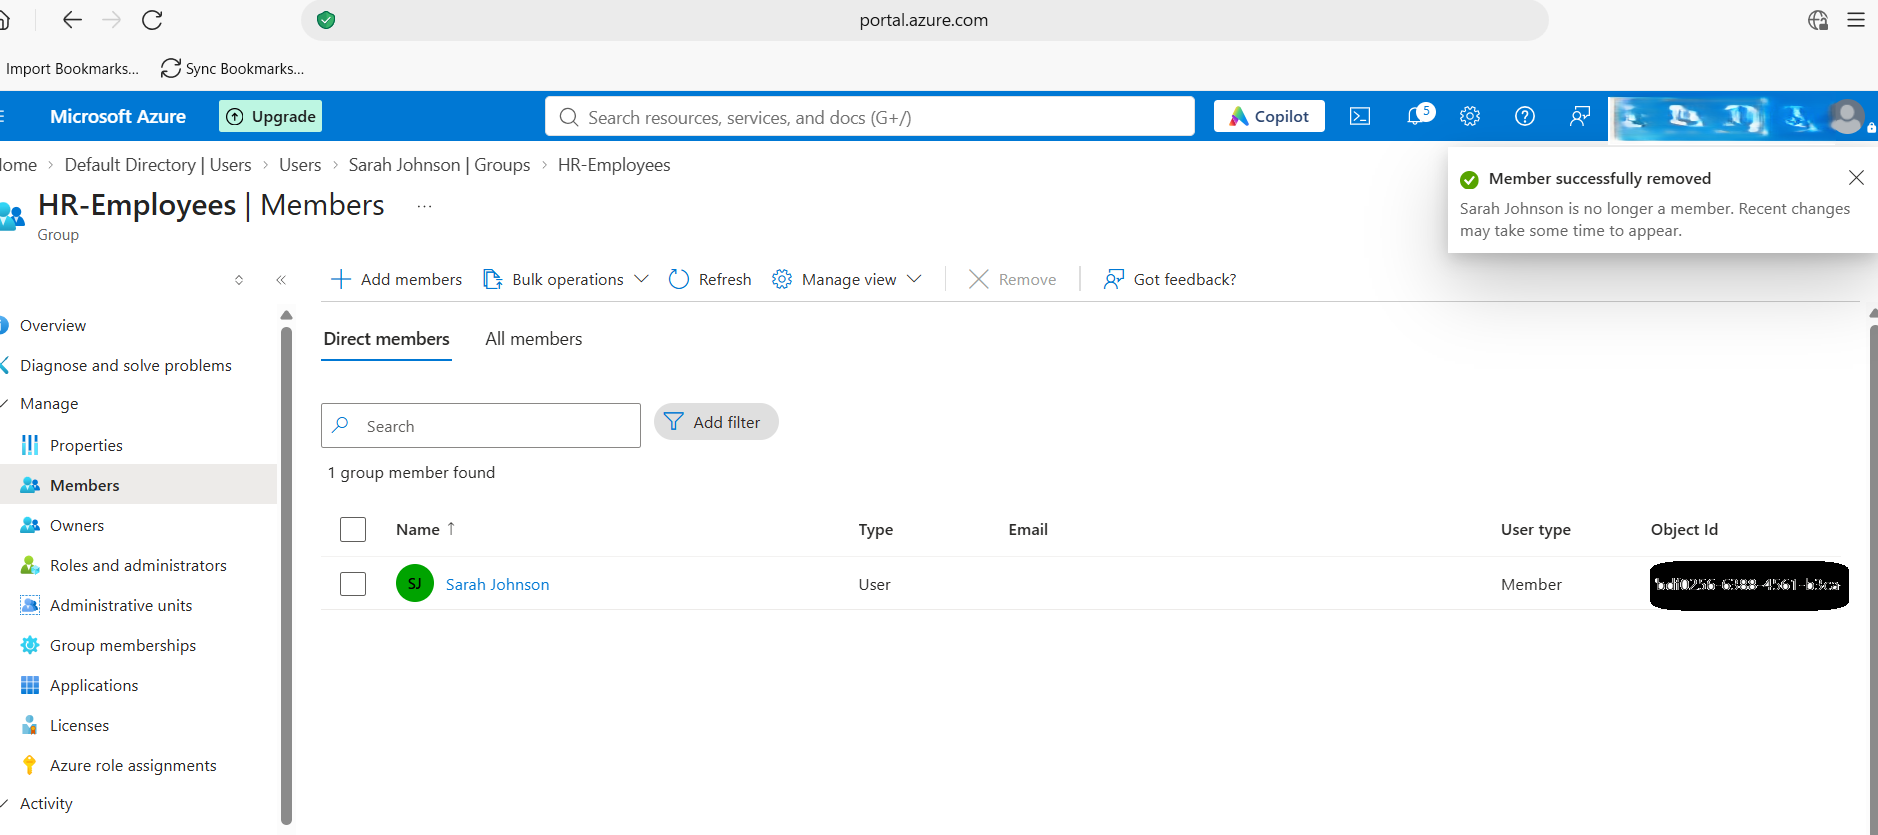 portal.azure.com
Import Bookmarks... Sync Bookmarks...
Microsoft Azure Upgrade Search resources, services, and docs (G+/) Copilot 5
Default Directory | Users > Users > Sarah Johnson | Groups > HR-Employees
HR-Employees | Members ...
Group
Member successfully removed
Sarah Johnson is no longer a member. Recent changes
may take some time to appear.
Add members Bulk operations Refresh Manage view Remove Got feedback?
Overview
Diagnose and solve problems
Manage
Properties
Members
Owners
Roles and administrators
Administrative units
Group memberships
Applications
Licenses
Azure role assignments
Activity
Direct members All members
Search Add filter
1 group member found
Name ↑ Type Email User type Object Id
SJ Sarah Johnson User Member